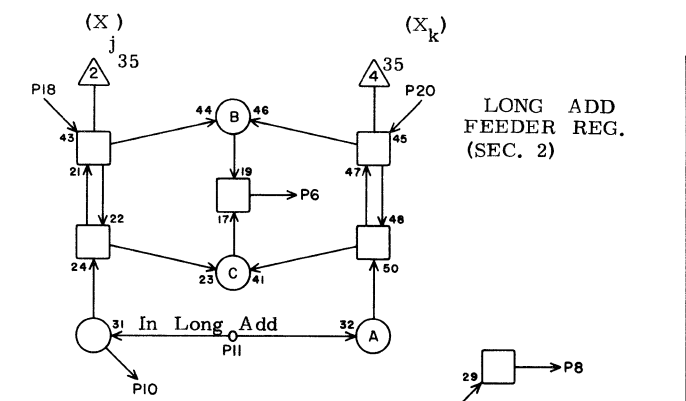 (X )
j
35
(X k)
35
2
4
P18
P20
44 B 46
LONG ADD
FEEDER REG.
(SEC. 2)
43
45
21
19
47
P6
22
17
48
24
23 C 41
50
31 In Long Add 32 A
P11
P10
29
P8